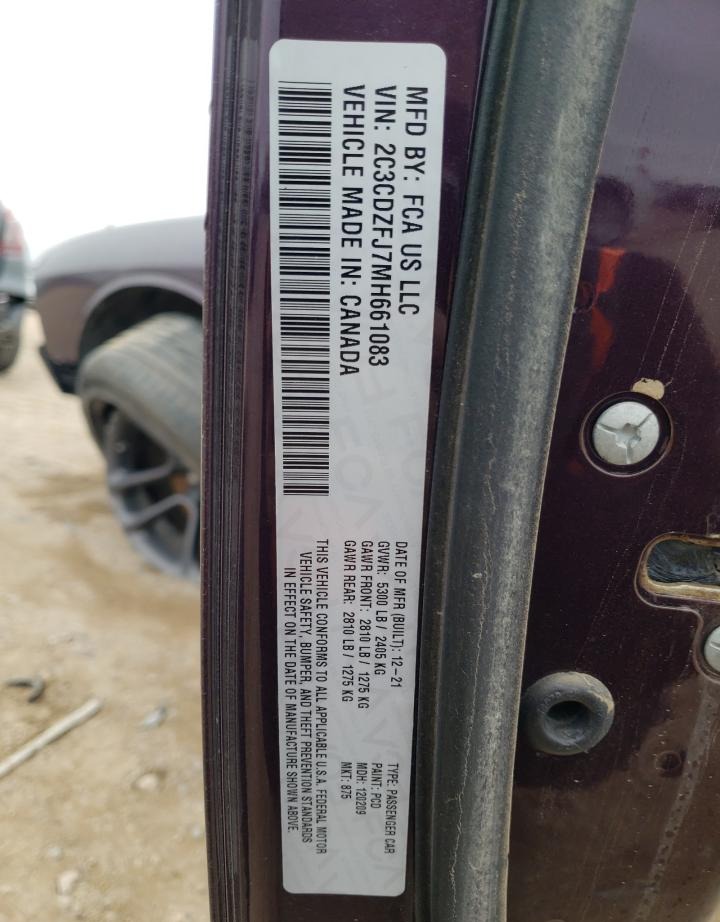 MFD BY: FCA US LLC
VIN: 2C3CDZFJ7MH661083
VEHICLE MADE IN: CANADA
DATE OF MFR (BUILT): 12-21
GVWR: 5300 LB / 2405 KG
GAWR FRONT: 2810 LB / 1275 KG
GAWR REAR: 2810 LB / 1275 KG
TYPE: PASSENGER CAR
PAINT: PCD
MDH: 120209
MKT: 875
THIS VEHICLE CONFORMS TO ALL APPLICABLE U.S.A. FEDERAL MOTOR
VEHICLE SAFETY, BUMPER, AND THEFT PREVENTION STANDARDS
IN EFFECT ON THE DATE OF MANUFACTURE SHOWN ABOVE.